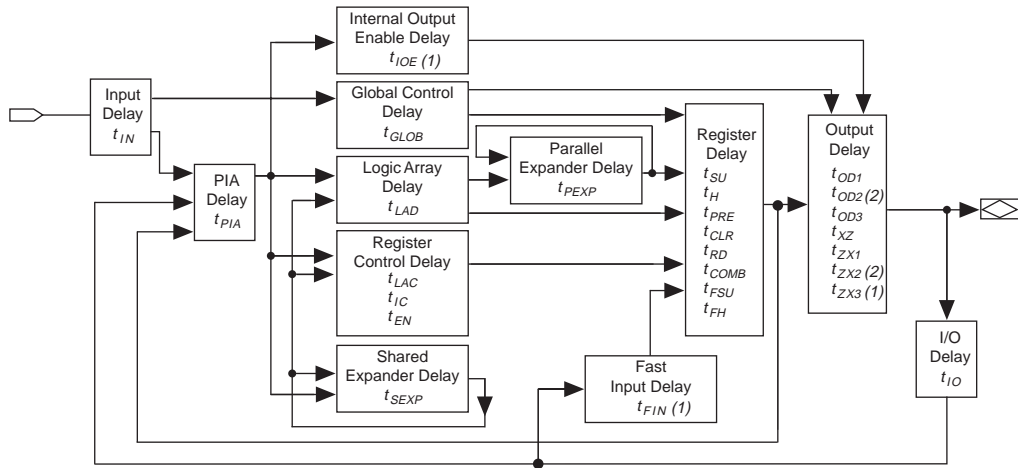 Internal Output
Enable Delay
tIOE (1)
Input
Delay
tIN
Global Control
Delay
tGLOB
PIA
Delay
tPIA
Logic Array
Delay
tLAD
Parallel
Expander Delay
tPEXP
Register
Control Delay
tLAC
tIC
tEN
Shared
Expander Delay
tSEXP
Fast
Input Delay
tFIN (1)
Register
Delay
tSU
tH
tPRE
tCLR
tRD
tCOMB
tFSU
tFH
Output
Delay
tOD1
tOD2 (2)
tOD3
tXZ
tZX1
tZX2 (2)
tZX3 (1)
I/O
Delay
tIO